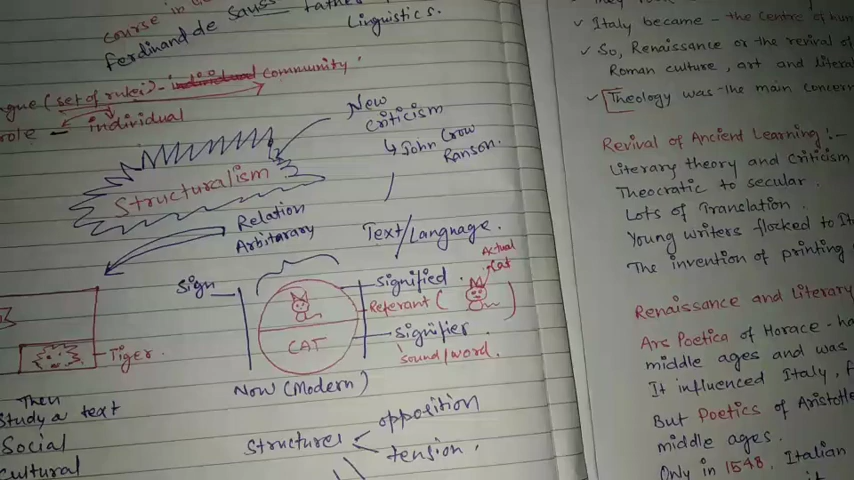 course in
Ferdinand de Sauss
Linguistics.
ngue (set of rules) - individual community
role - individual
New
criticism
↳ John Crow
Ranson.
Structuralism
Relation
Arbitarary
Text/Language.
Sign
signified.
Actual
Cat
Referant (
)
CAT
signifier
sound/word.
Tiger.
Now (Modern)
Then
Study a text
Social
Cultural
Structures
opposition
tension.
✓ Italy became - the centre of
✓ So, Renaissance or the revival of
Roman culture, art and litera
✓ Theology was the main concern
Revival of Ancient Learning :-
Literary theory and criticism
Theocratic to secular.
Lots of Translation.
Young writers flocked to It
The invention of printing
Renaissance and Literary
Ars Poetica of Horace - ha
middle ages and was
It influenced Italy, F
But Poetics of Aristotle
middle ages.
Only in 1548, Italian